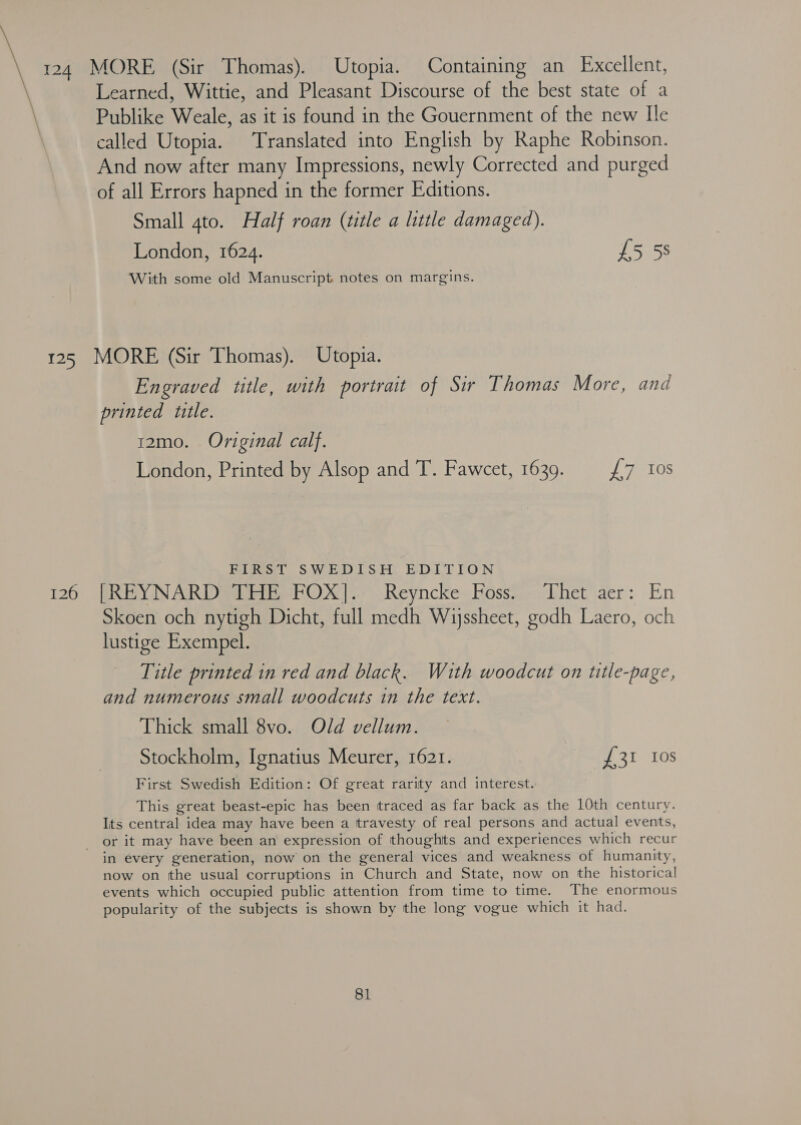 124 MORE (Sir Thomas). Utopia. Containing an Excellent,
Learned, Wittie, and Pleasant Discourse of the best state of a
Publike Weale, as it is found in the Gouernment of the new Ile
called Utopia. Translated into English by Raphe Robinson.
And now after many Impressions, newly Corrected and purged
of all Errors hapned in the former Editions.
Small 4to. Half roan (title a little damaged).
London, 1624. £5 5s
With some old Manuscript notes on margins.
125 MORE (Sir Thomas). Utopia.
Engraved title, with portrait of Sir Thomas More, and
printed title.
12mo. Original calf.
London, Printed by Alsop and T. Fawcet, 1639. £7 10s
FIRST SWEDISH EDITION
126 [REYNARD THE FOX]. Reyncke Foss. Thet aer: En
Skoen och nytigh Dicht, full medh Wijssheet, godh Laero, och
lustige Exempel.
Title printed in red and black. With woodcut on title-page,
and numerous small woodcuts in the text.
Thick small 8vo. Old vellum.
Stockholm, Ignatius Meurer, 1621. £31 10s
First Swedish Edition: Of great rarity and interest.
This great beast-epic has been traced as far back as the 10th century.
Its central idea may have been a travesty of real persons and actual events,
or it may have been an expression of thoughts and experiences which recur
in every generation, now on the general vices and weakness of humanity,
now on the usual corruptions in Church and State, now on the historical
events which occupied public attention from time to time. The enormous
popularity of the subjects is shown by the long vogue which it had.
81